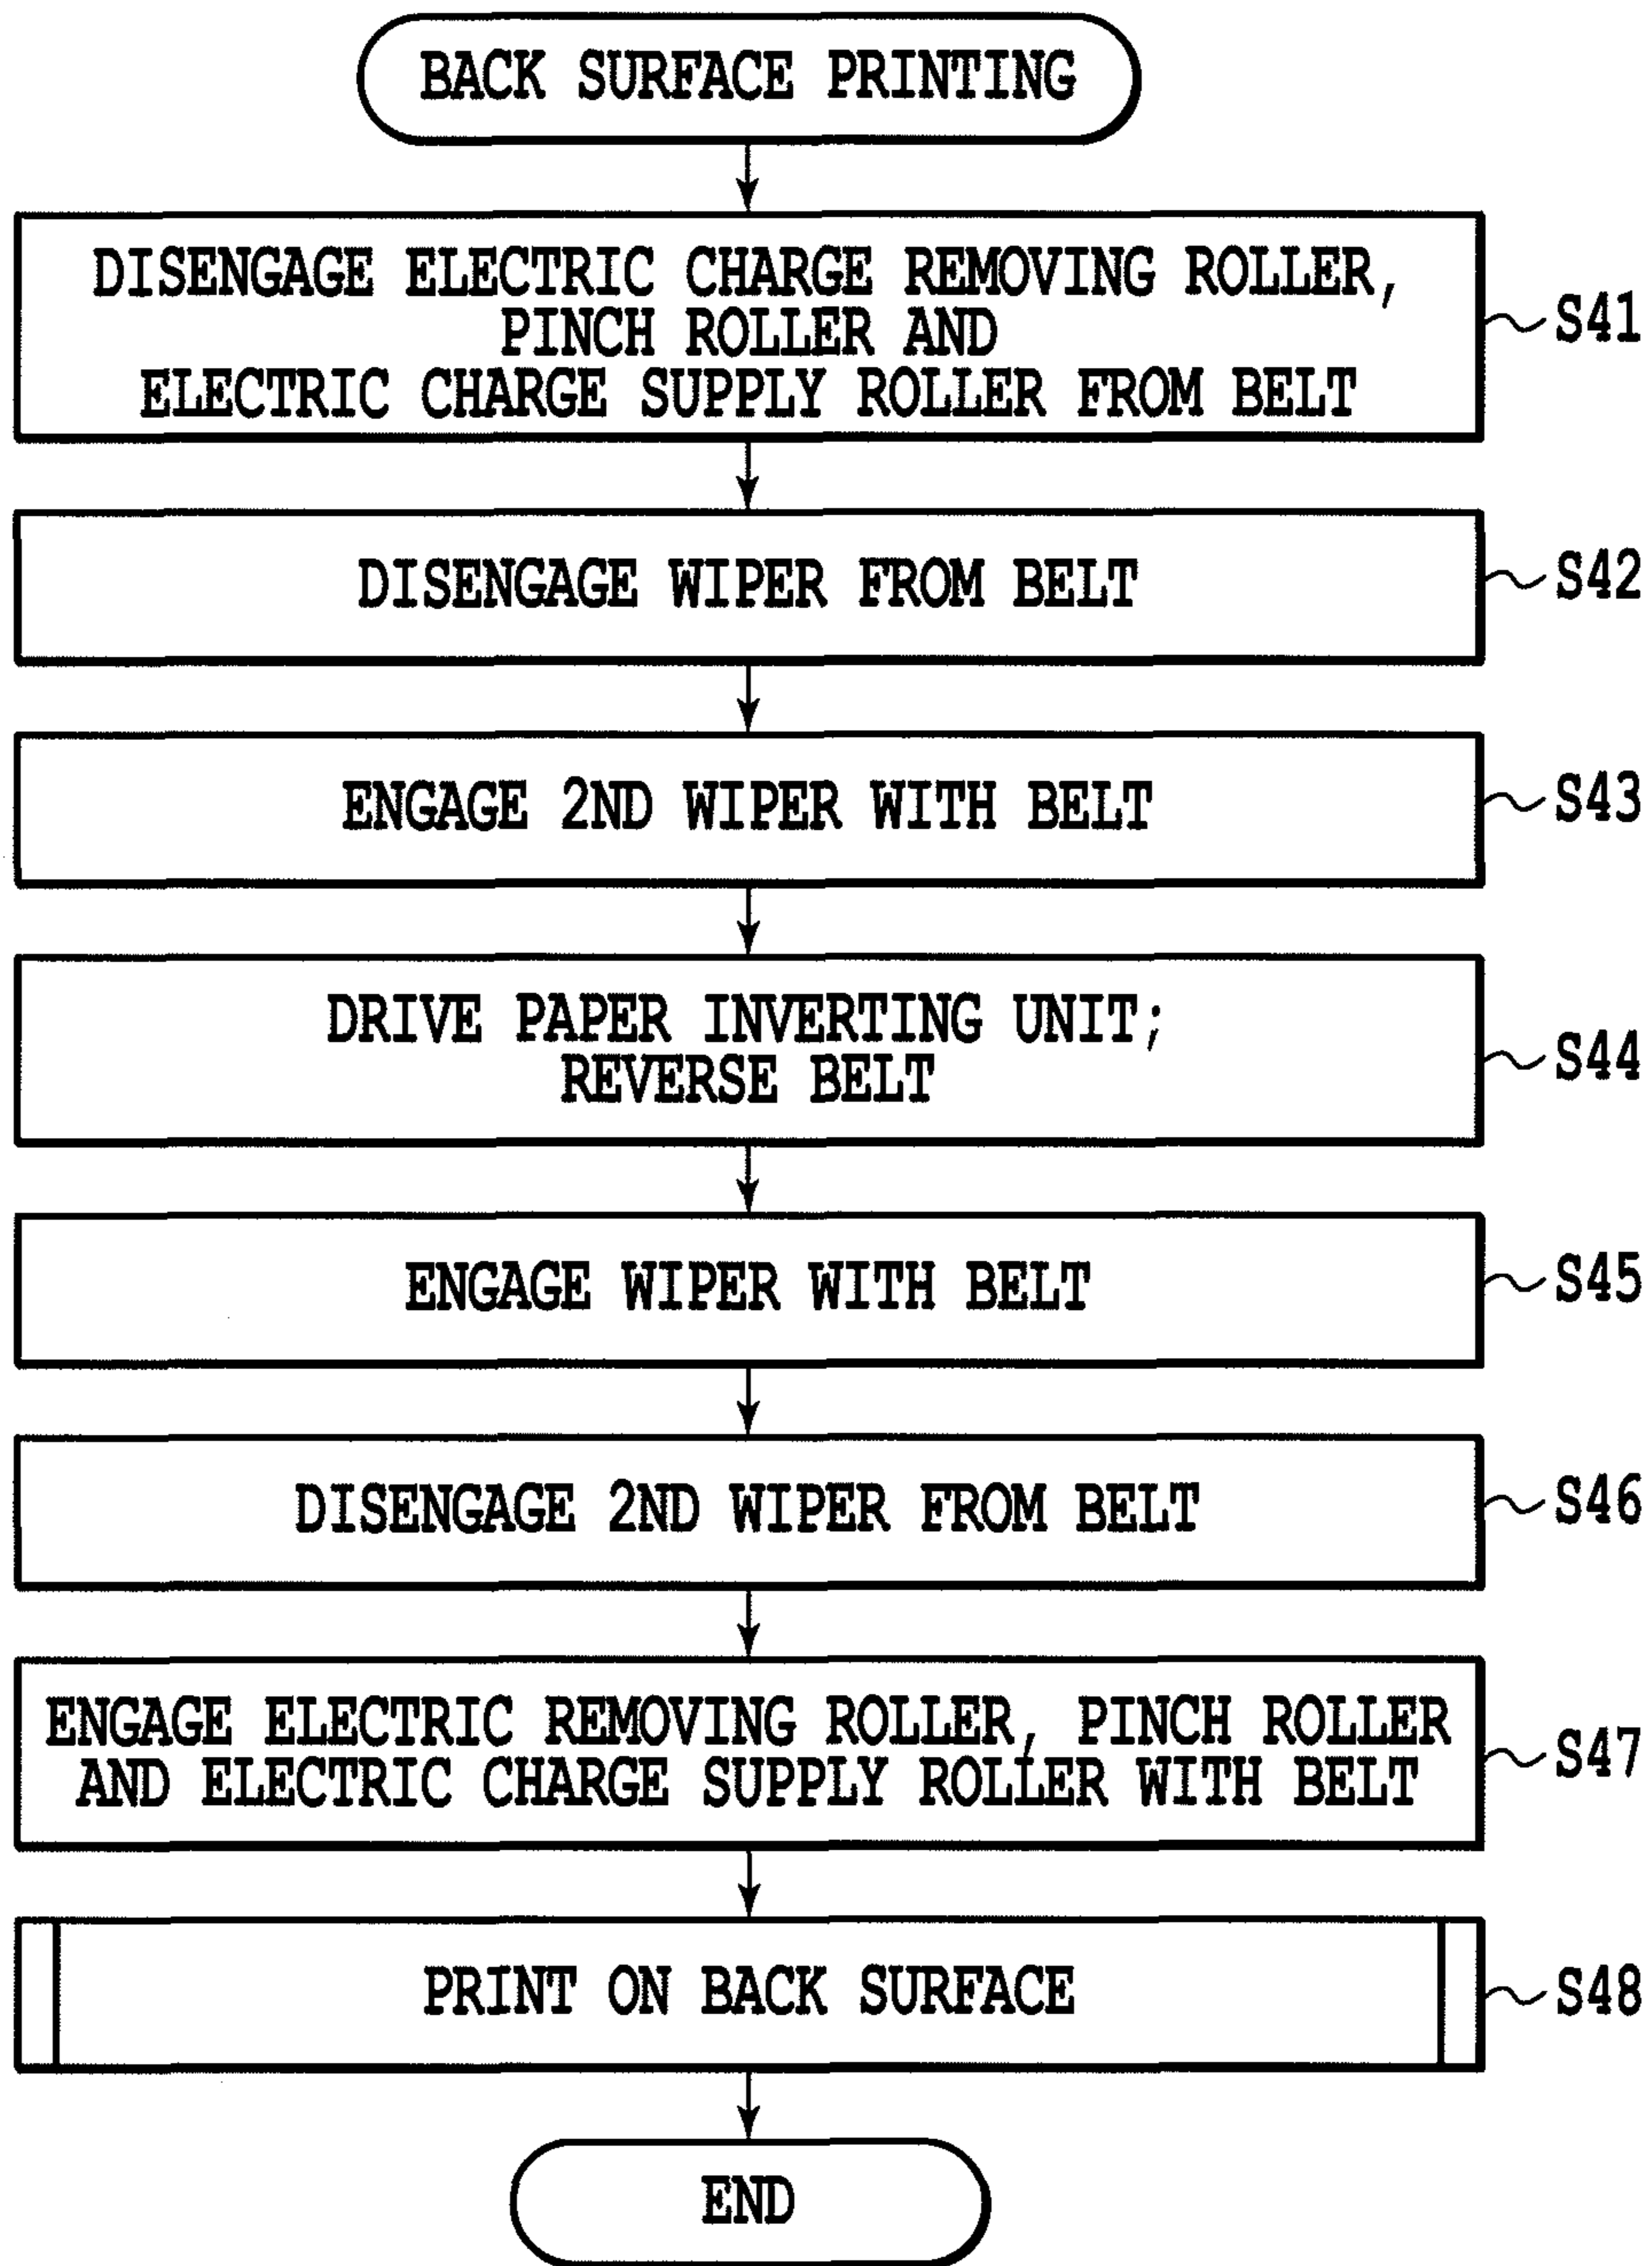 BACK SURFACE PRINTING
DISENGAGE ELECTRIC CHARGE REMOVING ROLLER,
PINCH ROLLER AND
ELECTRIC CHARGE SUPPLY ROLLER FROM BELT
S41
DISENGAGE WIPER FROM BELT
S42
ENGAGE 2ND WIPER WITH BELT
S43
DRIVE PAPER INVERTING UNIT;
REVERSE BELT
S44
ENGAGE WIPER WITH BELT
S45
DISENGAGE 2ND WIPER FROM BELT
S46
ENGAGE ELECTRIC REMOVING ROLLER, PINCH ROLLER
AND ELECTRIC CHARGE SUPPLY ROLLER WITH BELT
S47
PRINT ON BACK SURFACE
S48
END